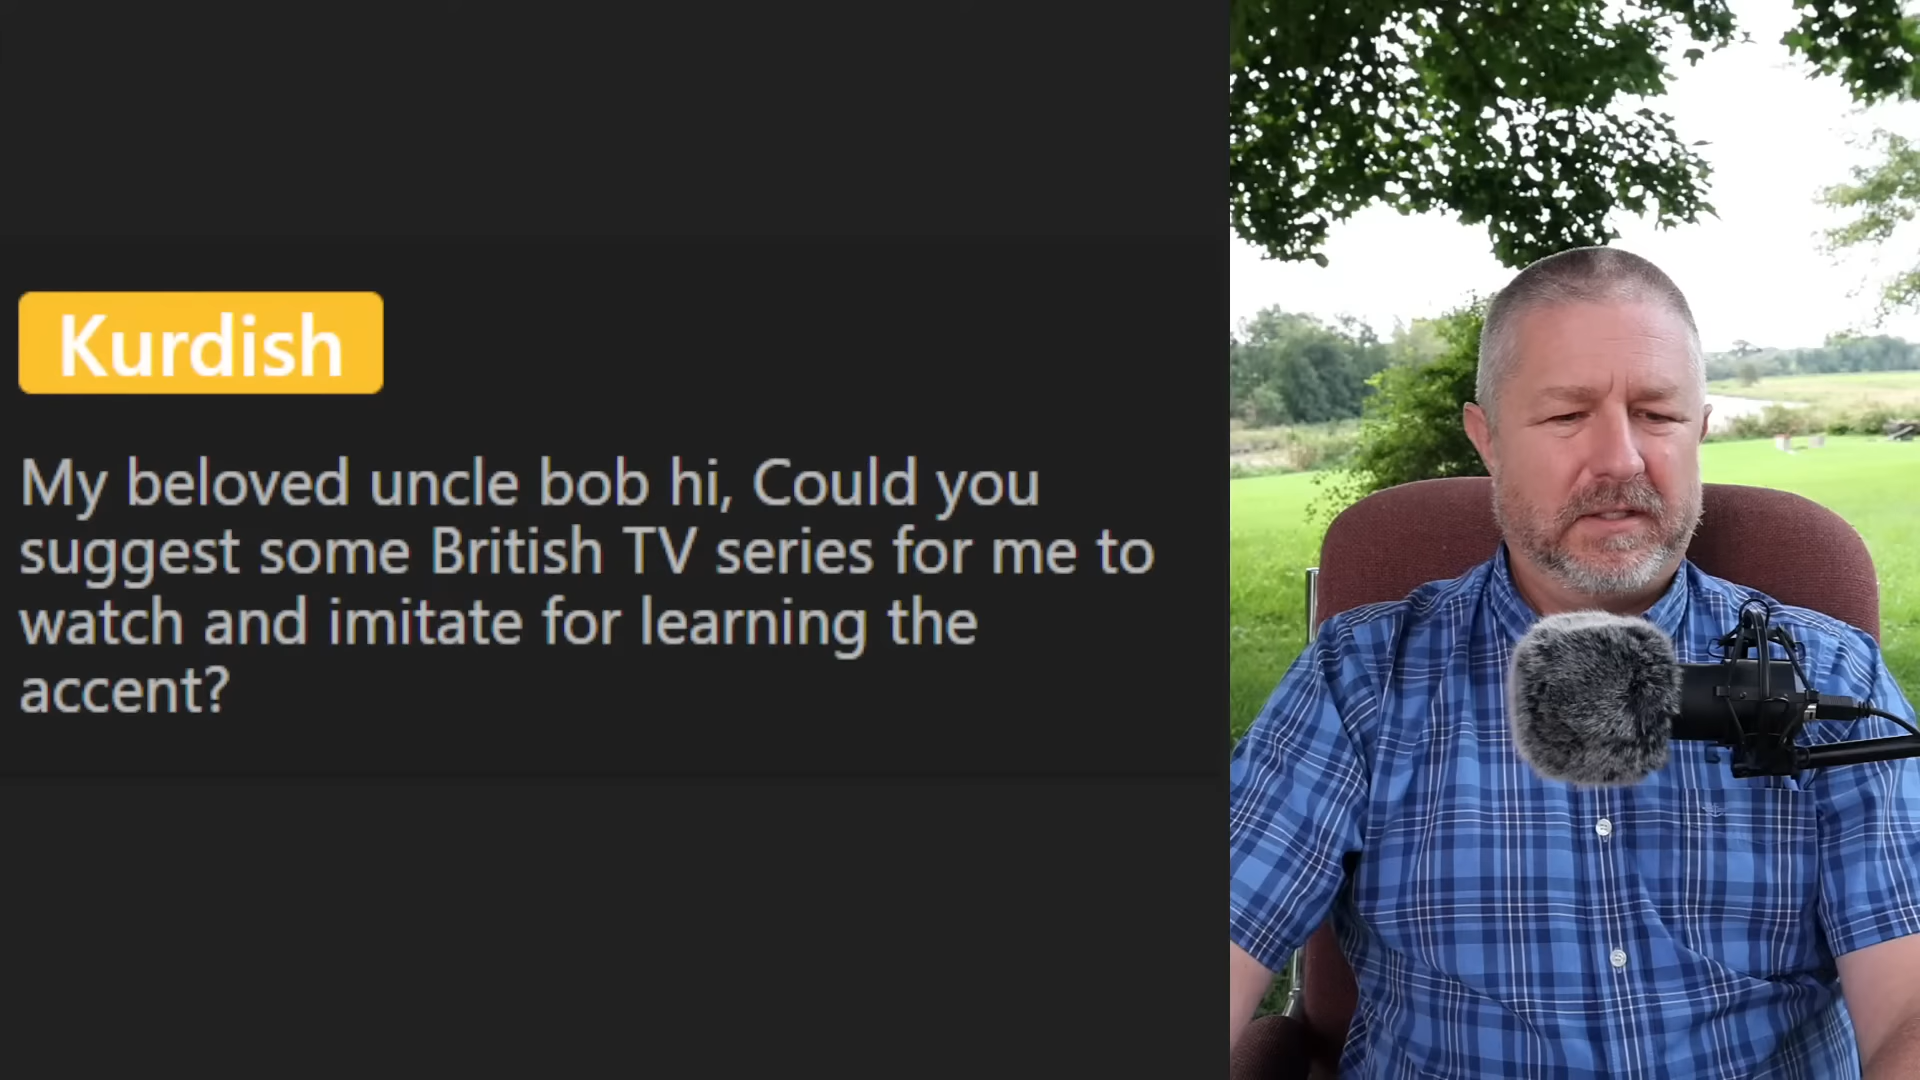 Kurdish
My beloved uncle bob hi, Could you
suggest some British TV series for me to
watch and imitate for learning the
accent?